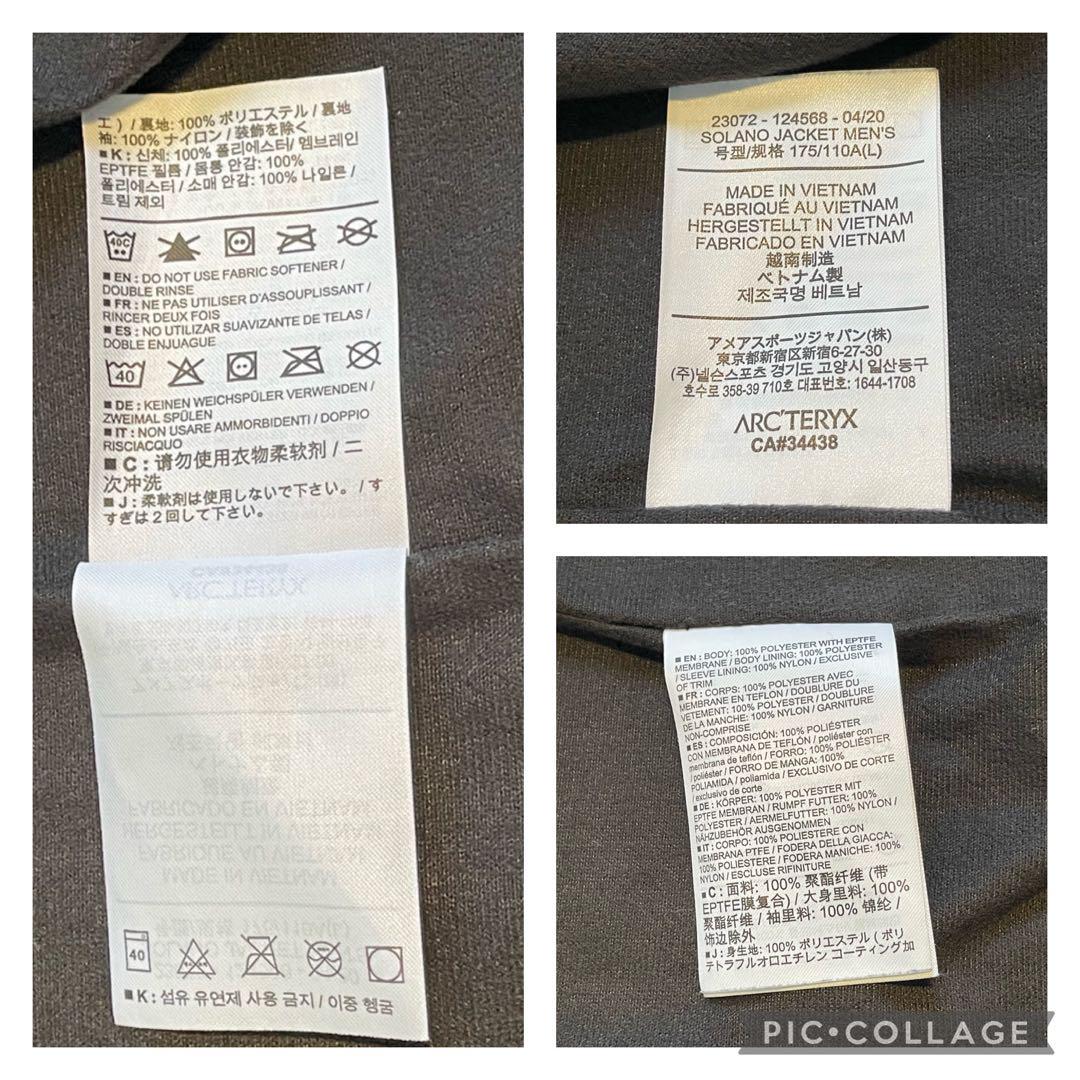 エ) / 裏地: 100% ポリエステル / 裏地
袖: 100% ナイロン / 装飾を除く
■ K : 신체: 100% 폴리에스터/ 엠브레인
EPTFE 필름 / 몸통 안감: 100%
폴리에스터 / 소매 안감: 100% 나일론 /
트림 제외
40C
■ EN : DO NOT USE FABRIC SOFTENER /
DOUBLE RINSE
■ FR : NE PAS UTILISER D'ASSOUPLISSANT /
RINCER DEUX FOIS
■ ES : NO UTILIZAR SUAVIZANTE DE TELAS /
DOBLE ENJUAGUE
40
■ DE : KEINEN WEICHSPÜLER VERWENDEN /
ZWEIMAL SPÜLEN
■ IT : NON USARE AMMORBIDENTI / DOPPIO
RISCIACQUO
■ C : 请勿使用衣物柔软剂 / 二
次冲洗
■ J : 柔軟剤は使用しないで下さい。 / す
すぎは2回して下さい。
40
■ K : 섬유 유연제 사용 금지 / 이중 헹굼
23072 - 124568 - 04/20
SOLANO JACKET MEN'S
号型/规格 175/110A(L)
MADE IN VIETNAM
FABRIQUÉ AU VIETNAM
HERGESTELLT IN VIETNAM
FABRICADO EN VIETNAM
越南制造
ベトナム製
제조국명 베트남
アメアスポーツジャパン(株)
東京都新宿区新宿6-27-30
(주)넬슨스포츠 경기도 고양시 일산동구
호수로 358-39 710호 대표번호: 1644-1708
ARC'TERYX
CA#34438
■ EN : BODY: 100% POLYESTER WITH EPTFE
MEMBRANE / BODY LINING: 100% POLYESTER
/ SLEEVE LINING: 100% NYLON / EXCLUSIVE
OF TRIM
■ FR : CORPS: 100% POLYESTER AVEC
MEMBRANE EN TEFLON / DOUBLURE DU
VETEMENT: 100% POLYESTER / DOUBLURE
DE LA MANCHE: 100% NYLON / GARNITURE
NON-COMPRISE
■ ES : COMPOSICIÓN: 100% POLIÉSTER
CON MEMBRANA DE TEFLÓN / poliéster con
membrana de teflón / FORRO: 100% POLIÉSTER
/ poliéster / FORRO DE MANGA: 100%
POLIAMIDA / poliamida / EXCLUSIVO DE CORTE
/ exclusivo de corte
■ DE : KÖRPER: 100% POLYESTER MIT
EPTFE MEMBRAN / RUMPF FUTTER: 100%
POLYESTER / AERMELFUTTER: 100% NYLON /
NÄHZUBEHÖR AUSGENOMMEN
■ IT : CORPO: 100% POLIESTERE CON
MEMBRANA PTFE / FODERA DELLA GIACCA:
100% POLIESTERE / FODERA MANICHE: 100%
NYLON / ESCLUSE RIFINITURE
■ C : 面料: 100% 聚酯纤维 (带
EPTFE膜复合) / 大身里料: 100%
聚酯纤维 / 袖里料: 100% 锦纶 /
饰边除外
■ J : 身生地: 100% ポリエステル ( ポリ
テトラフルオロエチレン コーティング加
PIC•COLLAGE